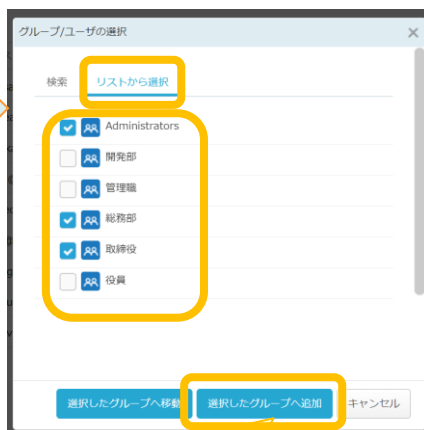 グループ/ユーザの選択
検索 リストから選択
Administrators
開発部
管理職
総務部
取締役
役員
選択したグループへ移動 選択したグループへ追加 キャンセル